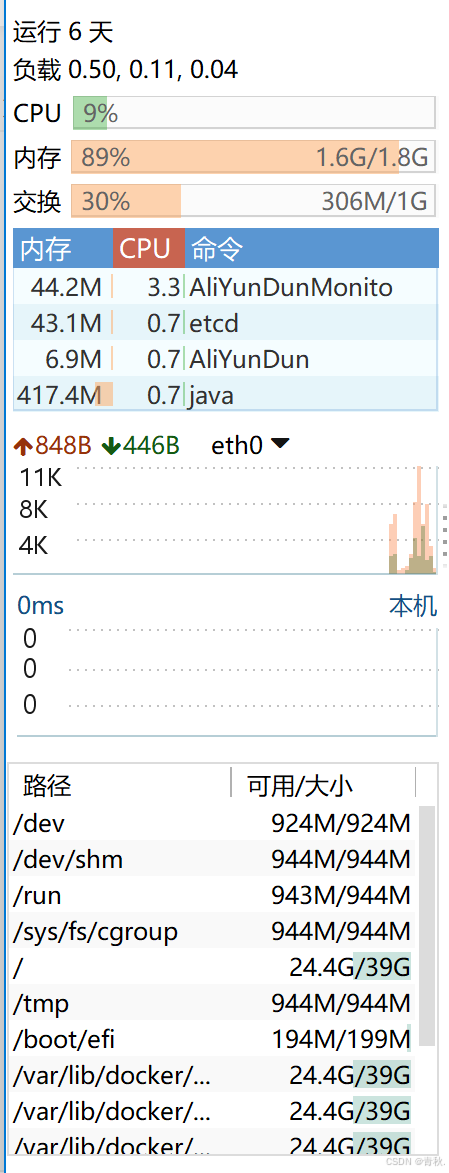 运行 6 天
负载 0.50, 0.11, 0.04
CPU 9%
内存 89% 1.6G/1.8G
交换 30% 306M/1G
内存 CPU 命令
44.2M 3.3 AliYunDunMonito
43.1M 0.7 etcd
6.9M 0.7 AliYunDun
417.4M 0.7 java
↑848B ↓446B eth0 ▼
11K
8K
4K
0ms 本机
0
0
0
路径 可用/大小
/dev 924M/924M
/dev/shm 944M/944M
/run 943M/944M
/sys/fs/cgroup 944M/944M
/ 24.4G/39G
/tmp 944M/944M
/boot/efi 194M/199M
/var/lib/docker/... 24.4G/39G
/var/lib/docker/... 24.4G/39G
/var/lib/docker/... 24.4G/39G
CSDN @青秋.